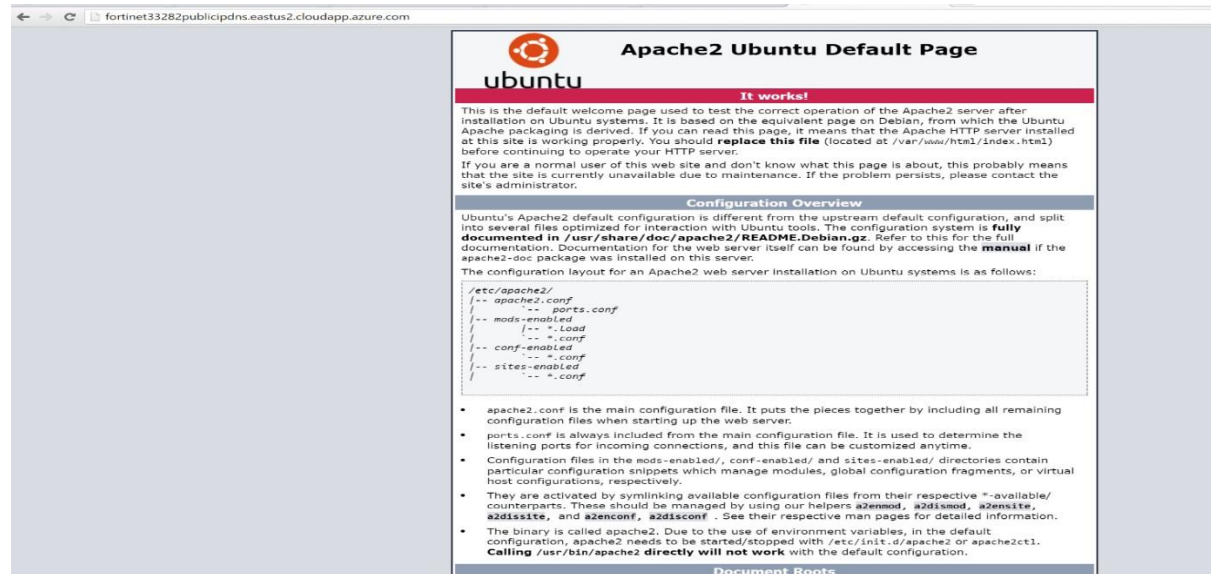 fortinet33282publicipdns.eastus2.cloudapp.azure.com
ubuntu
Apache2 Ubuntu Default Page
It works!
This is the default welcome page used to test the correct operation of the Apache2 server after
installation on Ubuntu systems. It is based on the equivalent page on Debian, from which the Ubuntu
Apache packaging is derived. If you can read this page, it means that the Apache HTTP server installed
at this site is working properly. You should replace this file (located at /var/www/html/index.html)
before continuing to operate your HTTP server.
If you are a normal user of this web site and don't know what this page is about, this probably means
that the site is currently unavailable due to maintenance. If the problem persists, please contact the
site's administrator.
Configuration Overview
Ubuntu's Apache2 default configuration is different from the upstream default configuration, and split
into several files optimized for interaction with Ubuntu tools. The configuration system is fully
documented in /usr/share/doc/apache2/README.Debian.gz. Refer to this for the full
documentation. Documentation for the web server itself can be found by accessing the manual if the
apache2-doc package was installed on this server.
The configuration layout for an Apache2 web server installation on Ubuntu systems is as follows:
/etc/apache2/
|-- apache2.conf
|       `--  ports.conf
|-- mods-enabled
|       |-- *.load
|       `-- *.conf
|-- conf-enabled
|       `-- *.conf
|-- sites-enabled
|       `-- *.conf
• apache2.conf is the main configuration file. It puts the pieces together by including all remaining
configuration files when starting up the web server.
• ports.conf is always included from the main configuration file. It is used to determine the
listening ports for incoming connections, and this file can be customized anytime.
• Configuration files in the mods-enabled/, conf-enabled/ and sites-enabled/ directories contain
particular configuration snippets which manage modules, global configuration fragments, or virtual
host configurations, respectively.
• They are activated by symlinking available configuration files from their respective *-available/
counterparts. These should be managed by using our helpers a2enmod, a2dismod, a2ensite,
a2dissite, and a2enconf, a2disconf . See their respective man pages for detailed information.
• The binary is called apache2. Due to the use of environment variables, in the default
configuration, apache2 needs to be started/stopped with /etc/init.d/apache2 or apache2ctl.
Calling /usr/bin/apache2 directly will not work with the default configuration.
Document Roots